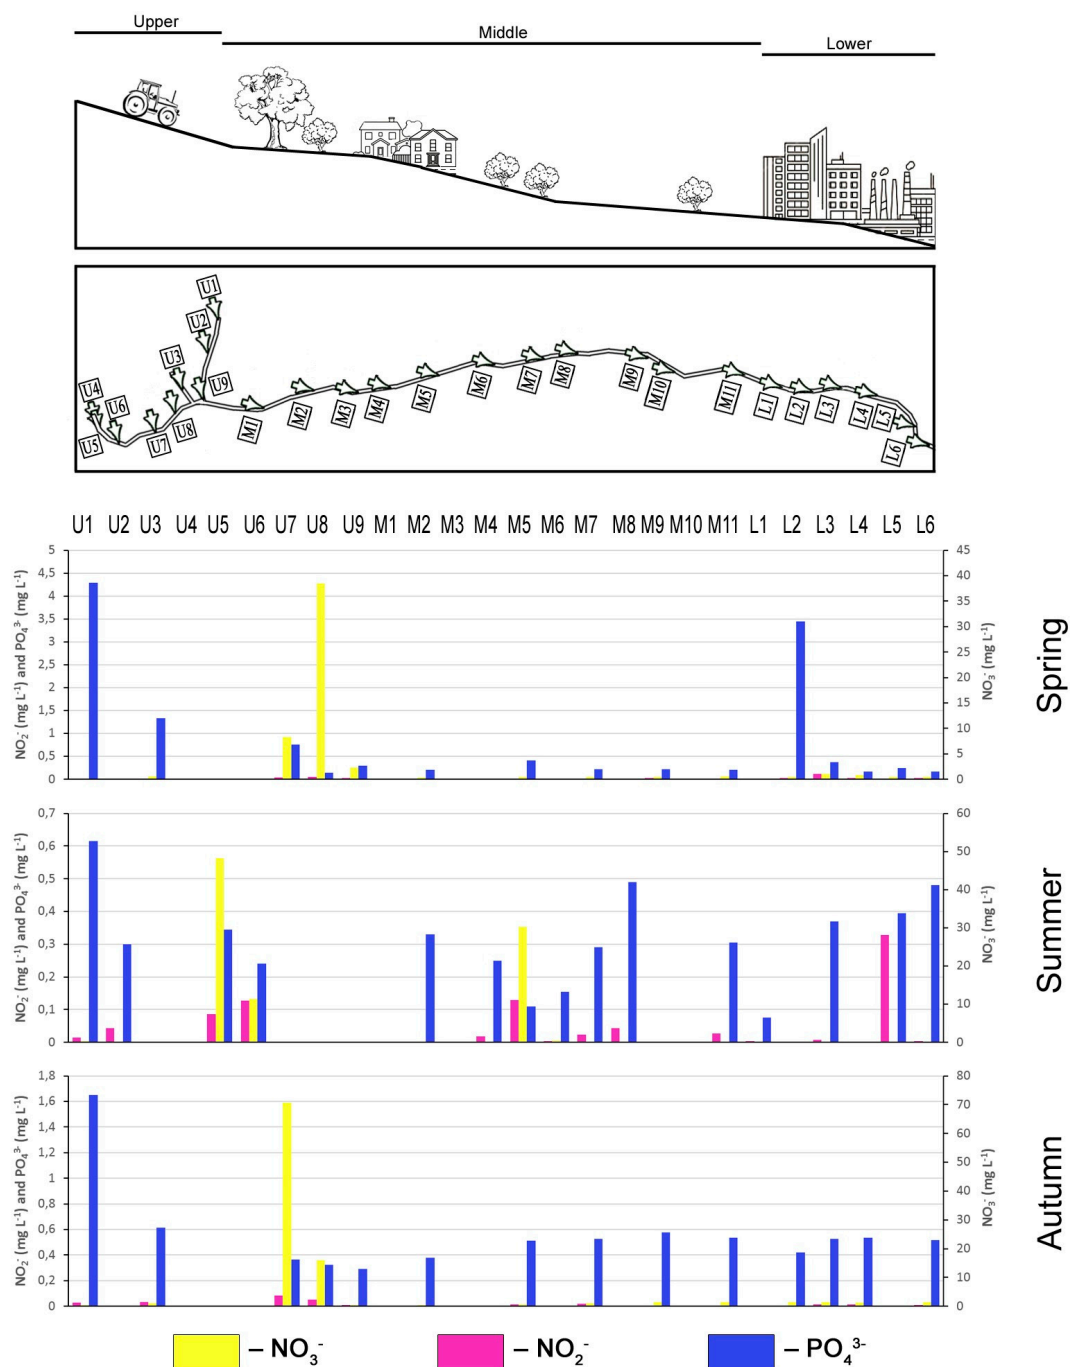 Upper
Middle
Lower
U1
U2
U3
U4
U6
U9
U5
U7
U8
M1
M2
M3
M4
M5
M6
M7
M8
M9
M10
M11
L1
L2
L3
L4
L5
L6
U1 U2 U3 U4 U5 U6 U7 U8 U9 M1 M2 M3 M4 M5 M6 M7 M8 M9 M10 M11 L1 L2 L3 L4 L5 L6
NO₂⁻ (mg L⁻¹) and PO₄³⁻ (mg L⁻¹)
5
4,5
4
3,5
3
2,5
2
1,5
1
0,5
0
45
40
35
30
25
20
15
10
5
0
NO₃⁻ (mg L⁻¹)
Spring
NO₂⁻ (mg L⁻¹) and PO₄³⁻ (mg L⁻¹)
0,7
0,6
0,5
0,4
0,3
0,2
0,1
0
60
50
40
30
20
10
0
NO₃⁻ (mg L⁻¹)
Summer
NO₂⁻ (mg L⁻¹) and PO₄³⁻ (mg L⁻¹)
1,8
1,6
1,4
1,2
1
0,8
0,6
0,4
0,2
0
80
70
60
50
40
30
20
10
0
NO₃⁻ (mg L⁻¹)
Autumn
– NO₃⁻ – NO₂⁻ – PO₄³⁻